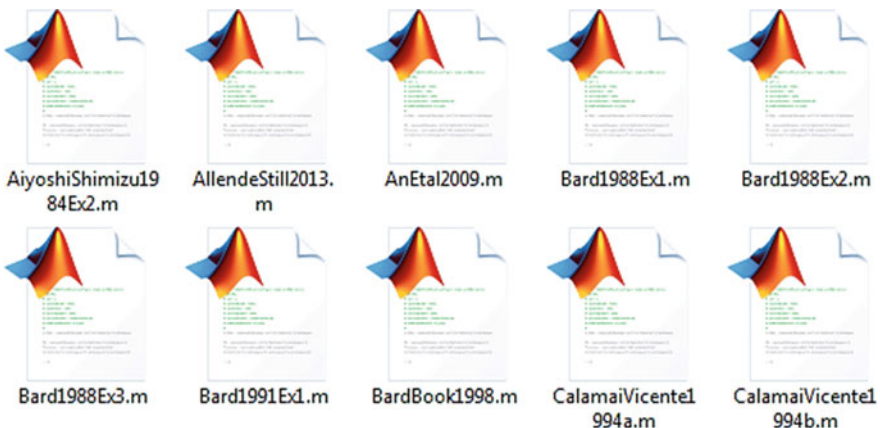 AiyoshiShimizu19
84Ex2.m
AllendeStill2013.
m
AnEtal2009.m
Bard1988Ex1.m
Bard1988Ex2.m
Bard1988Ex3.m
Bard1991Ex1.m
BardBook1998.m
CalamaiVicente1
994a.m
CalamaiVicente1
994b.m